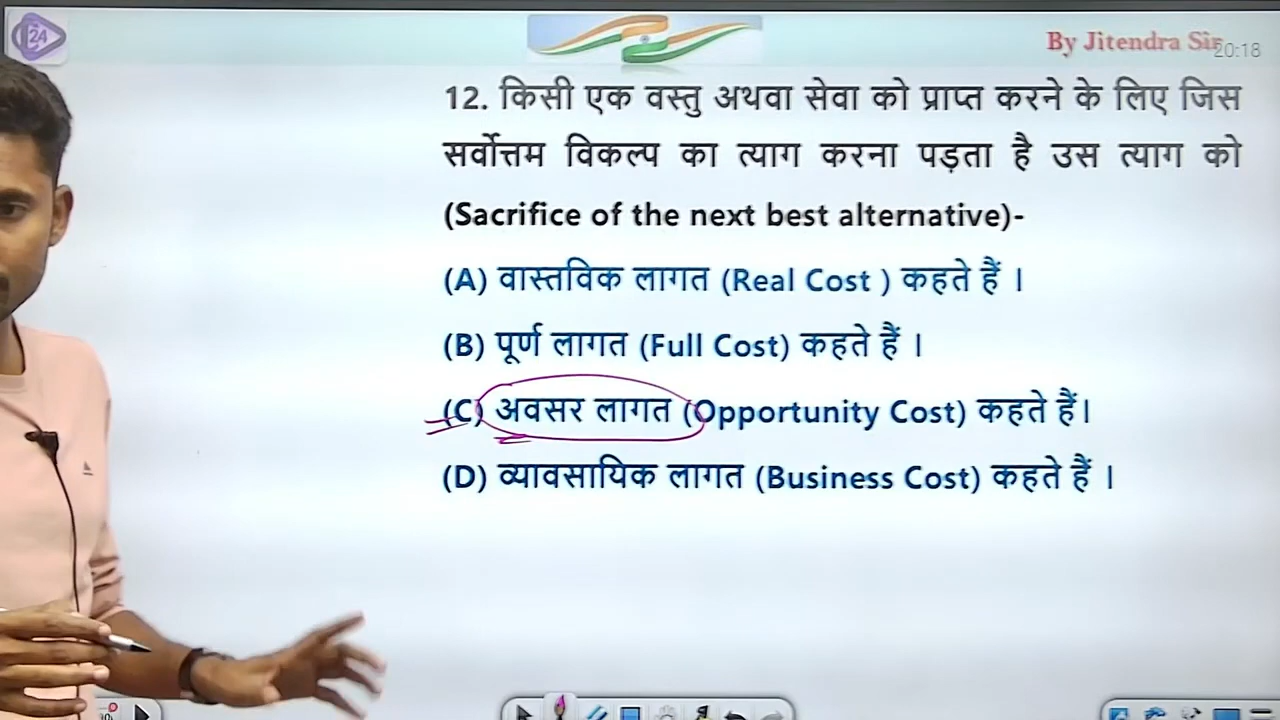 24
By Jitendra Sir
20:18
12. किसी एक वस्तु अथवा सेवा को प्राप्त करने के लिए जिस
सर्वोत्तम विकल्प का त्याग करना पड़ता है उस त्याग को
(Sacrifice of the next best alternative)-
(A) वास्तविक लागत (Real Cost ) कहते हैं ।
(B) पूर्ण लागत (Full Cost) कहते हैं ।
(C) अवसर लागत (Opportunity Cost) कहते हैं।
(D) व्यावसायिक लागत (Business Cost) कहते हैं ।